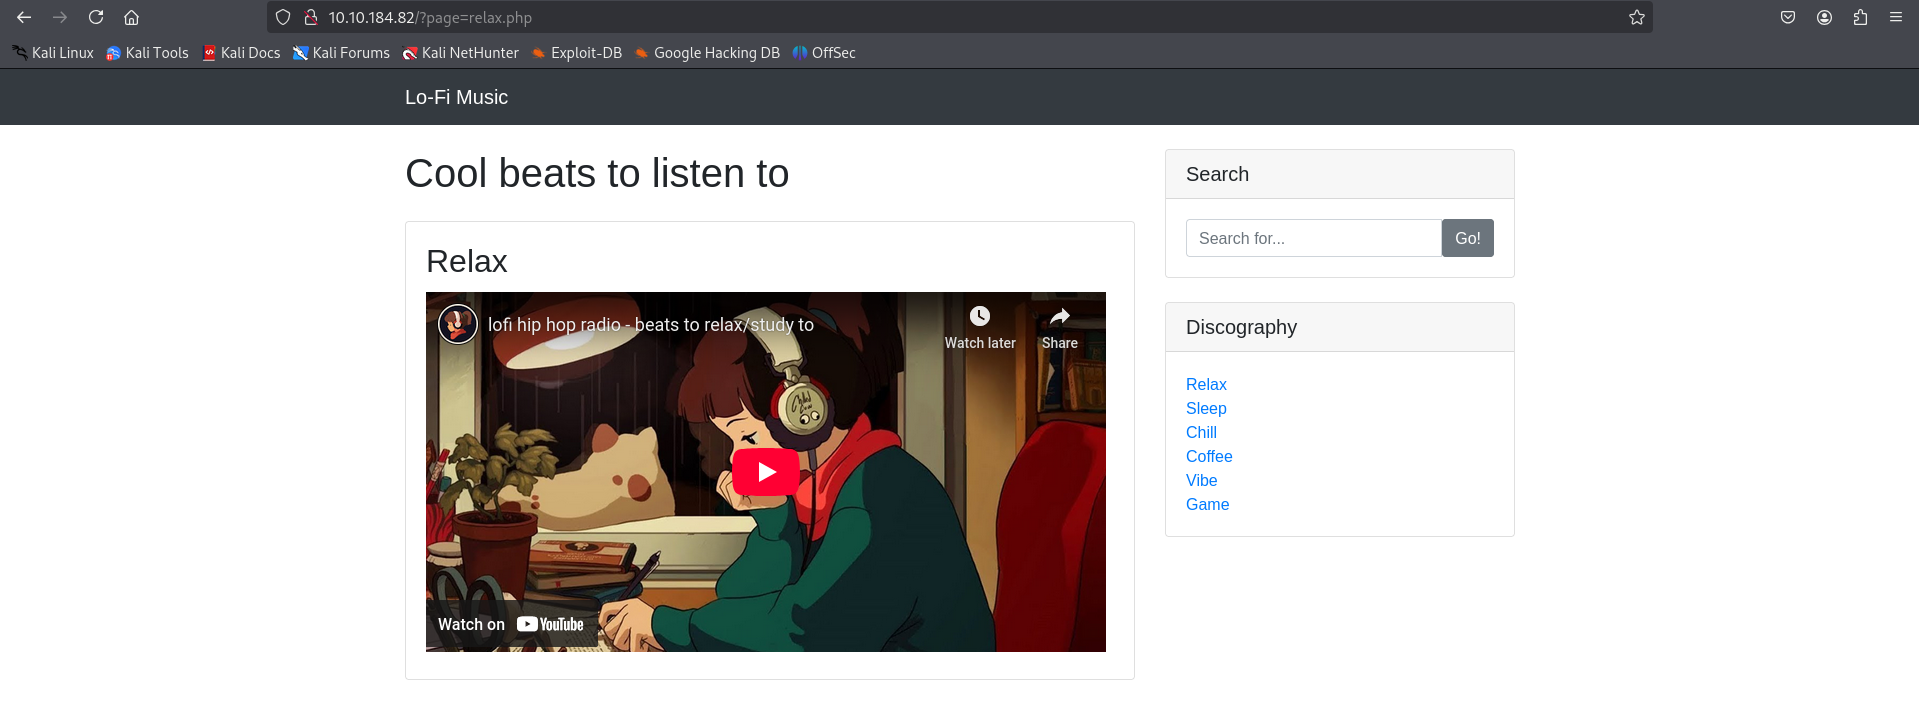 10.10.184.82/?page=relax.php
Kali Linux Kali Tools Kali Docs Kali Forums Kali NetHunter Exploit-DB Google Hacking DB OffSec
Lo-Fi Music
Cool beats to listen to
Relax
lofi hip hop radio - beats to relax/study to
Watch later
Share
Watch on YouTube
Search
Search for...
Go!
Discography
Relax
Sleep
Chill
Coffee
Vibe
Game